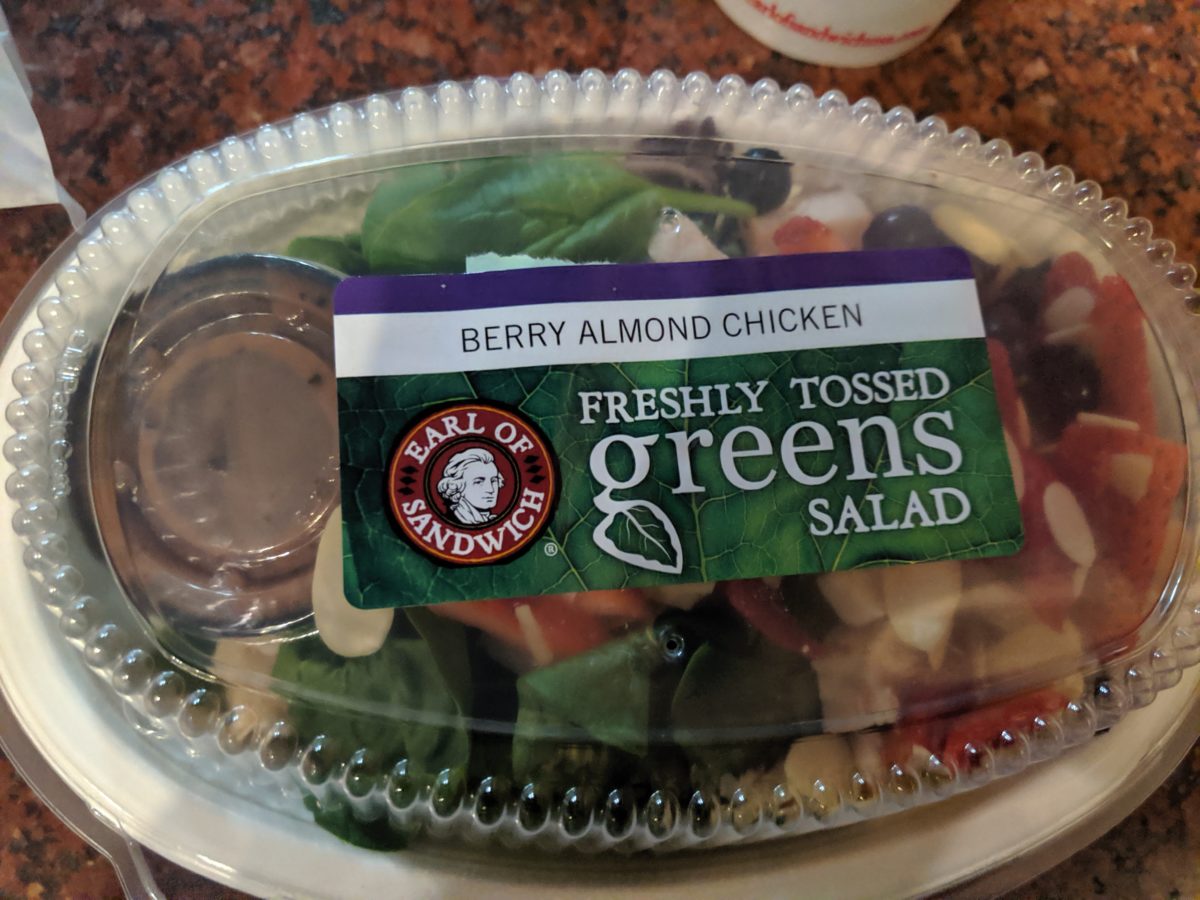 BERRY ALMOND CHICKEN
FRESHLY TOSSED
greens
SALAD
EARL OF
SANDWICH
®